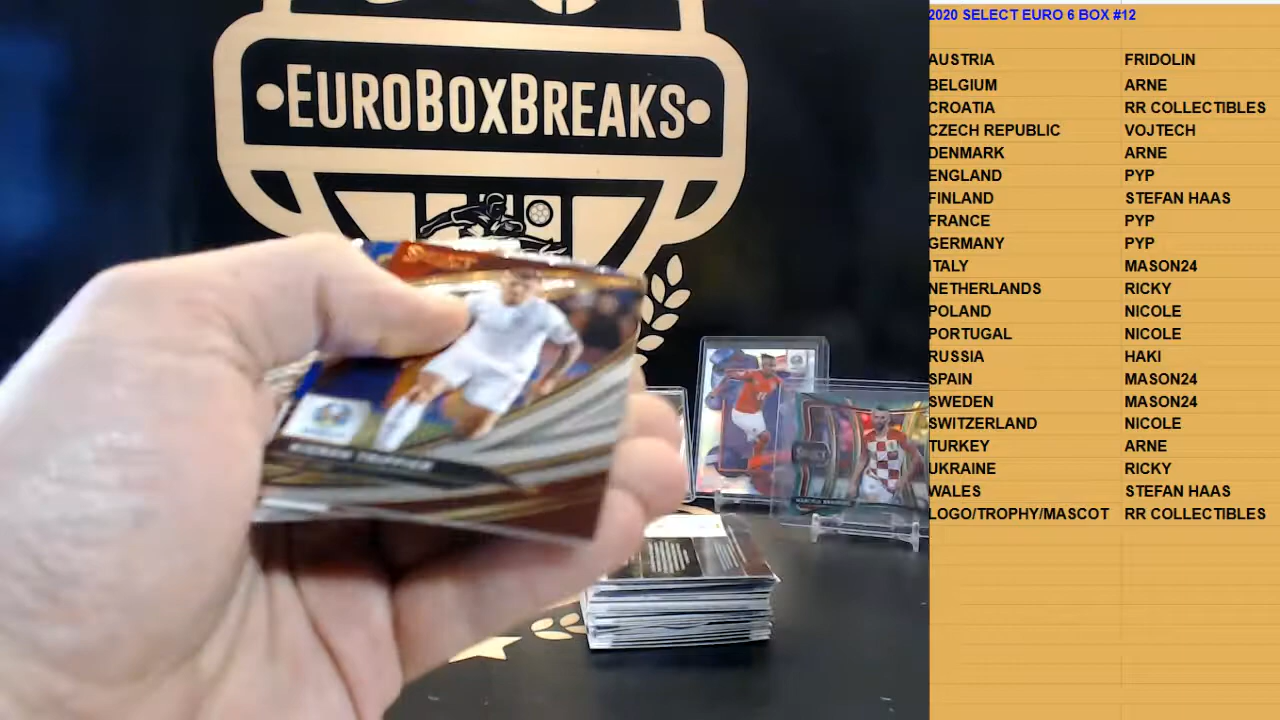 EUROBOXBREAKS
2020 SELECT EURO 6 BOX #12
AUSTRIA FRIDOLIN
BELGIUM ARNE
CROATIA RR COLLECTIBLES
CZECH REPUBLIC VOJTECH
DENMARK ARNE
ENGLAND PYP
FINLAND STEFAN HAAS
FRANCE PYP
GERMANY PYP
ITALY MASON24
NETHERLANDS RICKY
POLAND NICOLE
PORTUGAL NICOLE
RUSSIA HAKI
SPAIN MASON24
SWEDEN MASON24
SWITZERLAND NICOLE
TURKEY ARNE
UKRAINE RICKY
WALES STEFAN HAAS
LOGO/TROPHY/MASCOT RR COLLECTIBLES